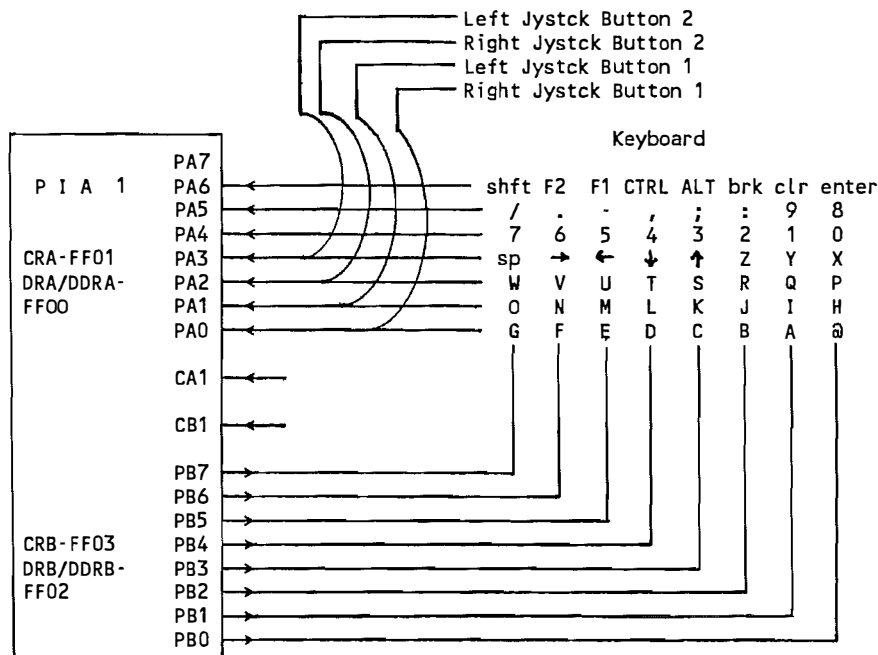 Left Jystck Button 2
Right Jystck Button 2
Left Jystck Button 1
Right Jystck Button 1
Keyboard
PIA 1
PA7
PA6 shft F2 F1 CTRL ALT brk clr enter
PA5 / . - , ; : 9 8
PA4 7 6 5 4 3 2 1 0
CRA-FF01 PA3 sp → ← ↓ ↑ Z Y X
DRA/DDRA- PA2 W V U T S R Q P
FF00 PA1 O N M L K J I H
PA0 G F E D C B A @
CA1
CB1
PB7
PB6
PB5
CRB-FF03 PB4
DRB/DDRB- PB3
FF02 PB2
PB1
PB0